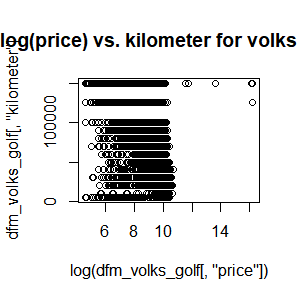 log(price) vs. kilometer for volks
dfm_volks_golf[, "kilometer"]
100000
0
6 8 10 14
log(dfm_volks_golf[, "price"])